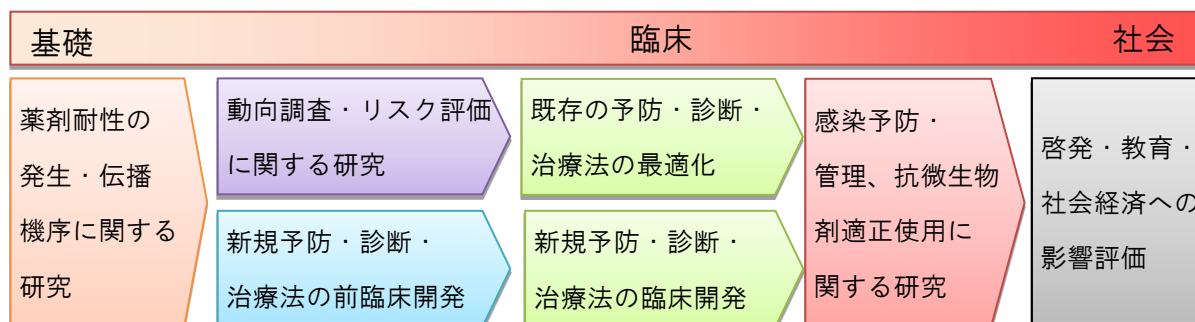 基礎
臨床
社会
薬剤耐性の
発生・伝播
機序に関する
研究
動向調査・リスク評価
に関する研究
新規予防・診断・
治療法の前臨床開発
既存の予防・診断・
治療法の最適化
新規予防・診断・
治療法の臨床開発
感染予防・
管理、抗微生物
剤適正使用に
関する研究
啓発・教育・
社会経済への
影響評価